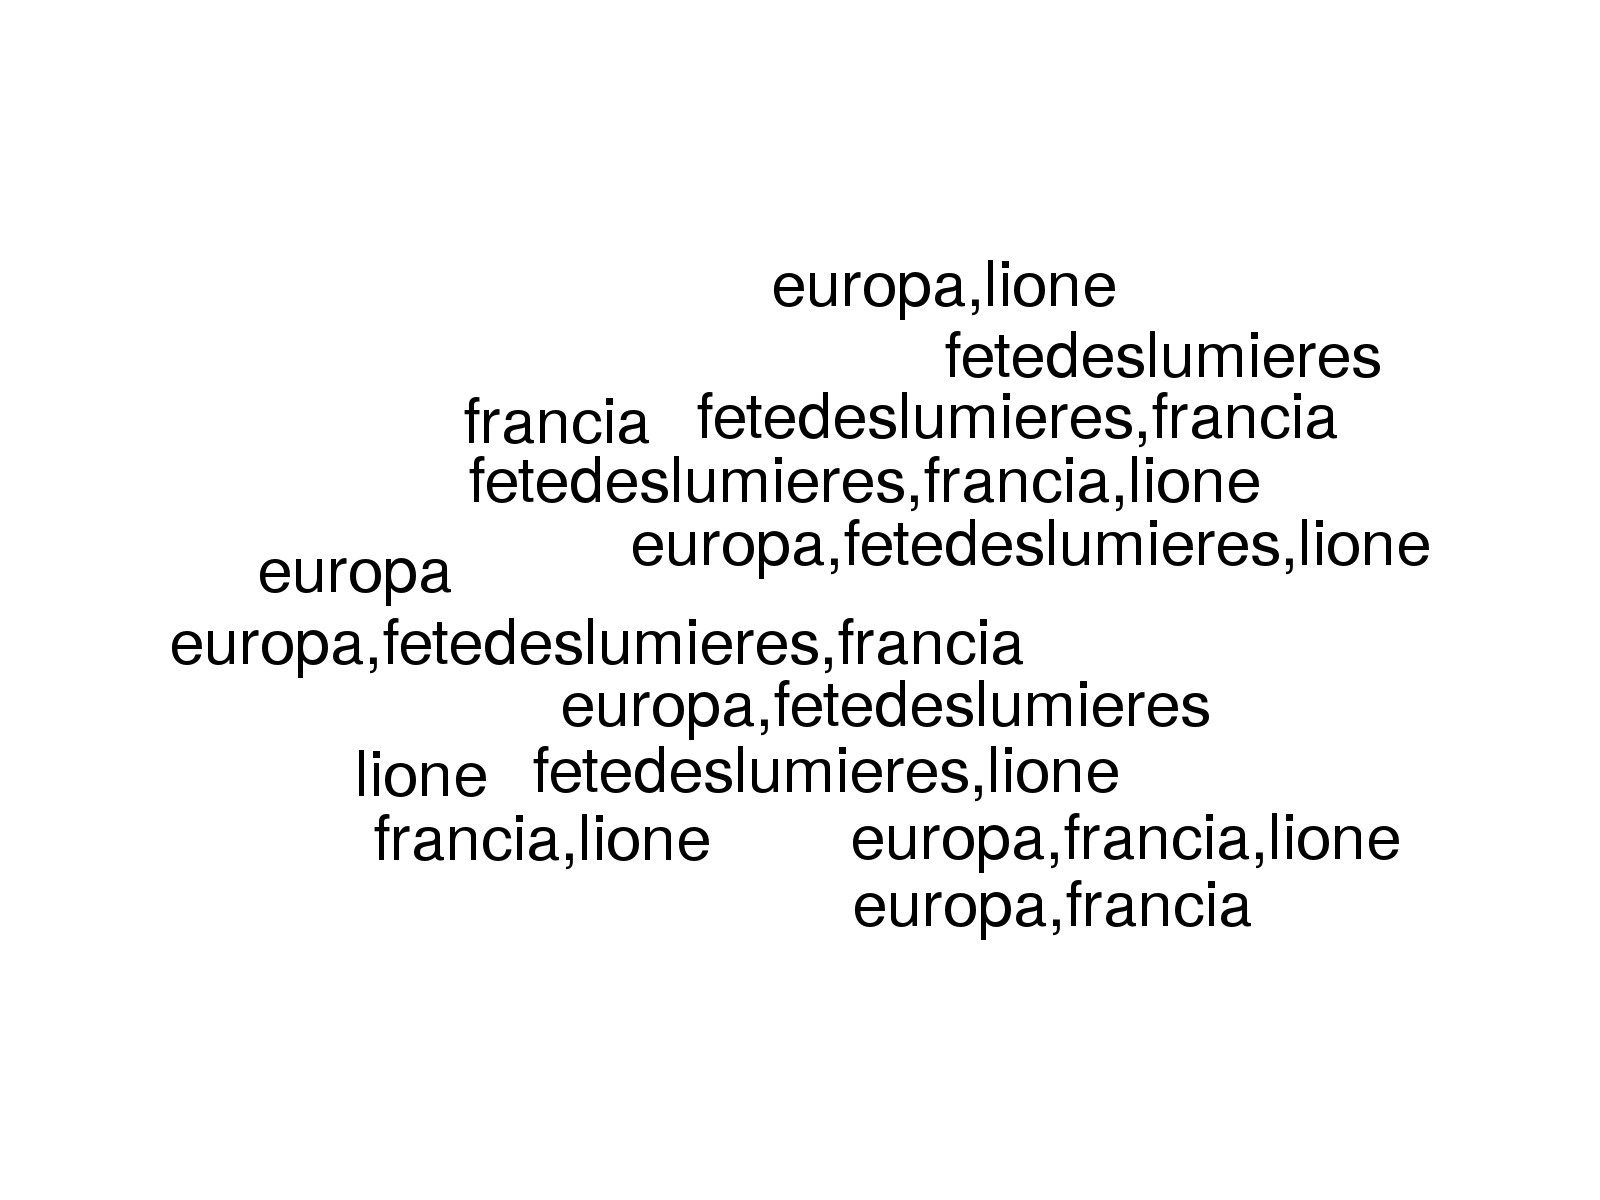 europa,lione
fetedeslumieres
francia fetedeslumieres,francia
fetedeslumieres,francia,lione
europa,fetedeslumieres,lione
europa
europa,fetedeslumieres,francia
europa,fetedeslumieres
lione fetedeslumieres,lione
francia,lione europa,francia,lione
europa,francia